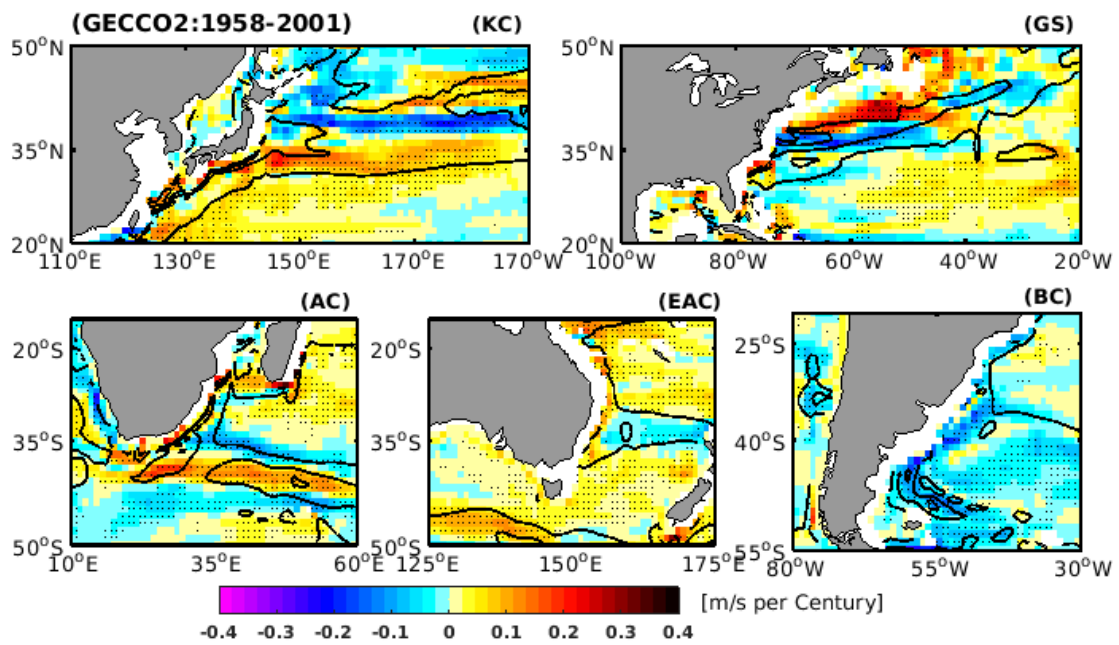 (GECCO2:1958-2001)
(KC)
(GS)
50°N
35°N
20°N
110°E 130°E 150°E 170°E 170°W
50°N
35°N
20°N
100°W 80°W 60°W 40°W 20°W
(AC)
(EAC)
(BC)
20°S
35°S
50°S
10°E 35°E 60°E
20°S
35°S
50°S
125°E 150°E 175°E
25°S
40°S
55°S
80°W 55°W 30°W
[m/s per Century]
-0.4 -0.3 -0.2 -0.1 0 0.1 0.2 0.3 0.4